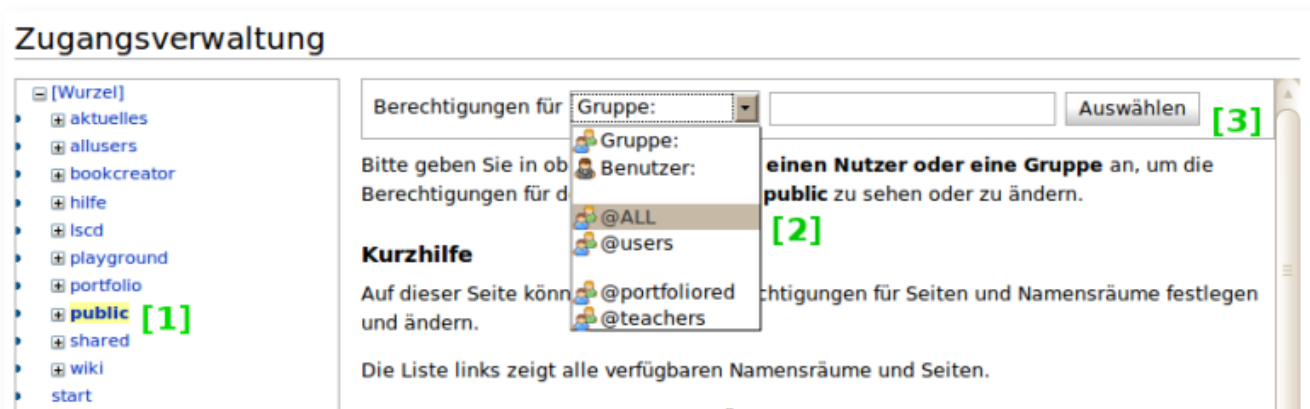 Zugangsverwaltung
[Wurzel]
aktuelles
allusers
bookcreator
hilfe
lscd
playground
portfolio
public [1]
shared
wiki
start
Berechtigungen für Gruppe: Auswählen [3]
Gruppe:
Benutzer:
@ALL
@users
@portfoliored
@teachers
[2]
Bitte geben Sie in ob einen Nutzer oder eine Gruppe an, um die
Berechtigungen für d public zu sehen oder zu ändern.
Kurzhilfe
Auf dieser Seite könn chtigungen für Seiten und Namensräume festlegen
und ändern.
Die Liste links zeigt alle verfügbaren Namensräume und Seiten.